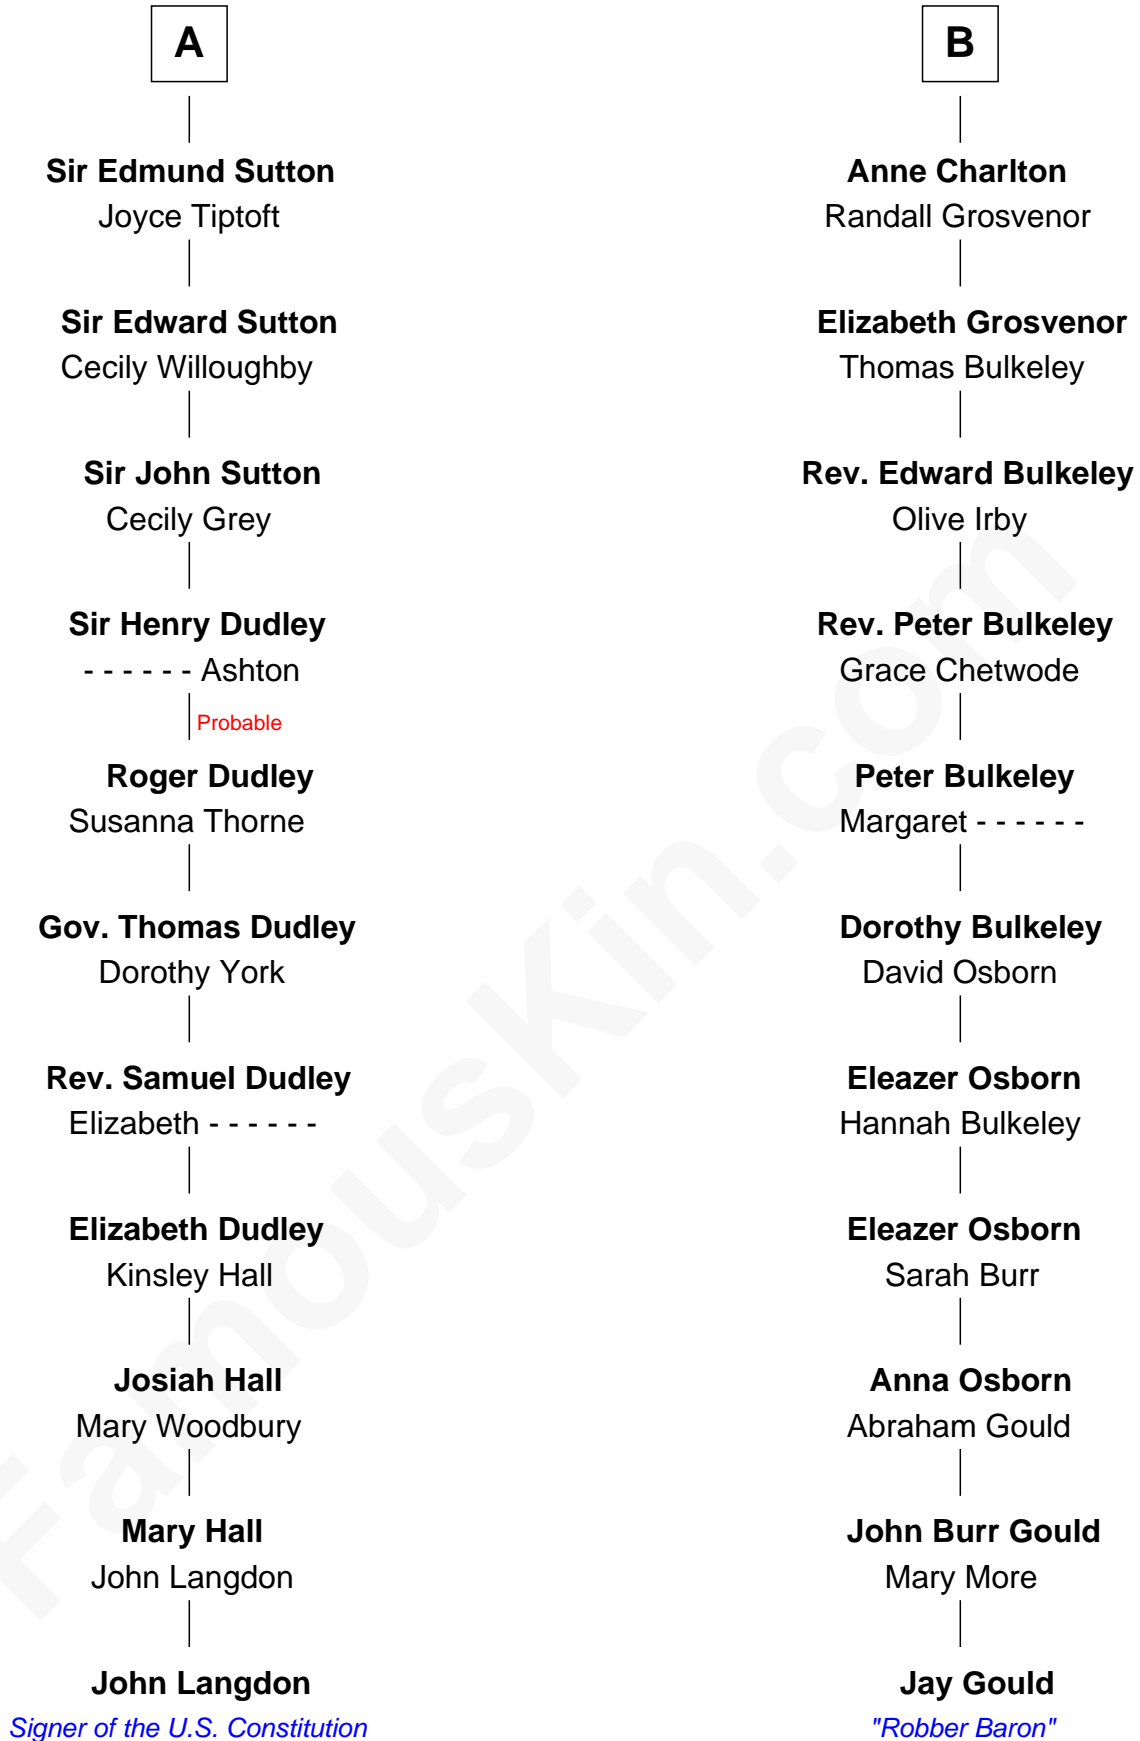 A
Sir Edmund Sutton
Joyce Tiptoft
Sir Edward Sutton
Cecily Willoughby
Sir John Sutton
Cecily Grey
Sir Henry Dudley
- - - - - - Ashton
Probable
Roger Dudley
Susanna Thorne
Gov. Thomas Dudley
Dorothy York
Rev. Samuel Dudley
Elizabeth - - - - - -
Elizabeth Dudley
Kinsley Hall
Josiah Hall
Mary Woodbury
Mary Hall
John Langdon
John Langdon
Signer of the U.S. Constitution
B
Anne Charlton
Randall Grosvenor
Elizabeth Grosvenor
Thomas Bulkeley
Rev. Edward Bulkeley
Olive Irby
Rev. Peter Bulkeley
Grace Chetwode
Peter Bulkeley
Margaret - - - - - -
Dorothy Bulkeley
David Osborn
Eleazer Osborn
Hannah Bulkeley
Eleazer Osborn
Sarah Burr
Anna Osborn
Abraham Gould
John Burr Gould
Mary More
Jay Gould
"Robber Baron"
FamousKin.com